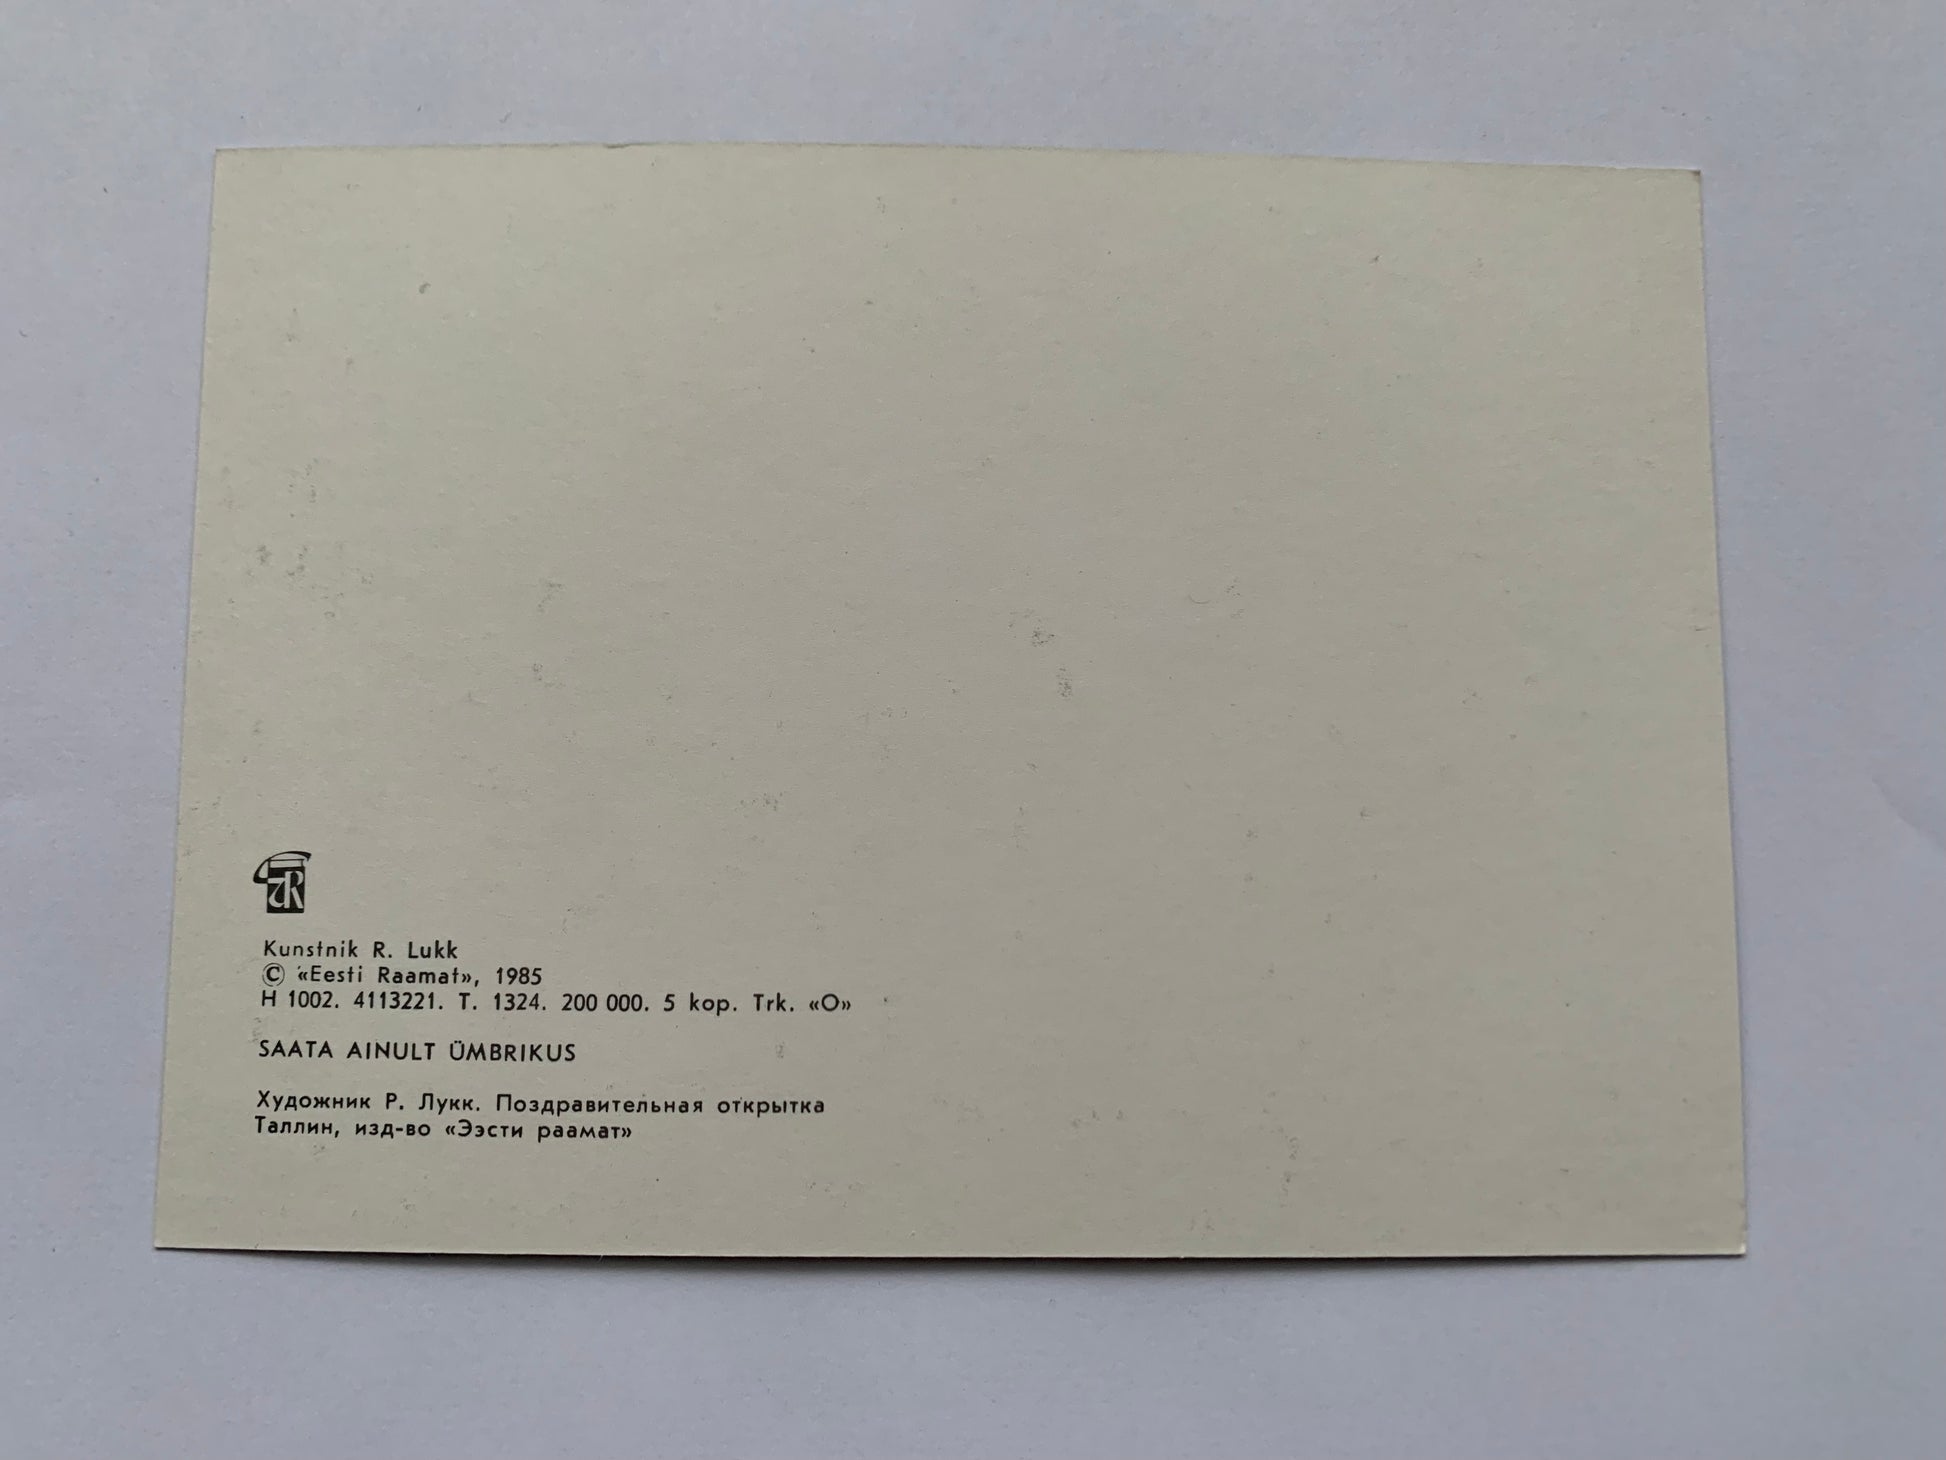 Kunstnik R. Lukk
© «Eesti Raamat», 1985
H 1002. 4113221. T. 1324. 200 000. 5 kop. Trk. «O»
SAATA AINULT ÜMBRIKUS
Художник Р. Лукк. Поздравительная открытка
Таллин, изд-во «Ээсти раамат»